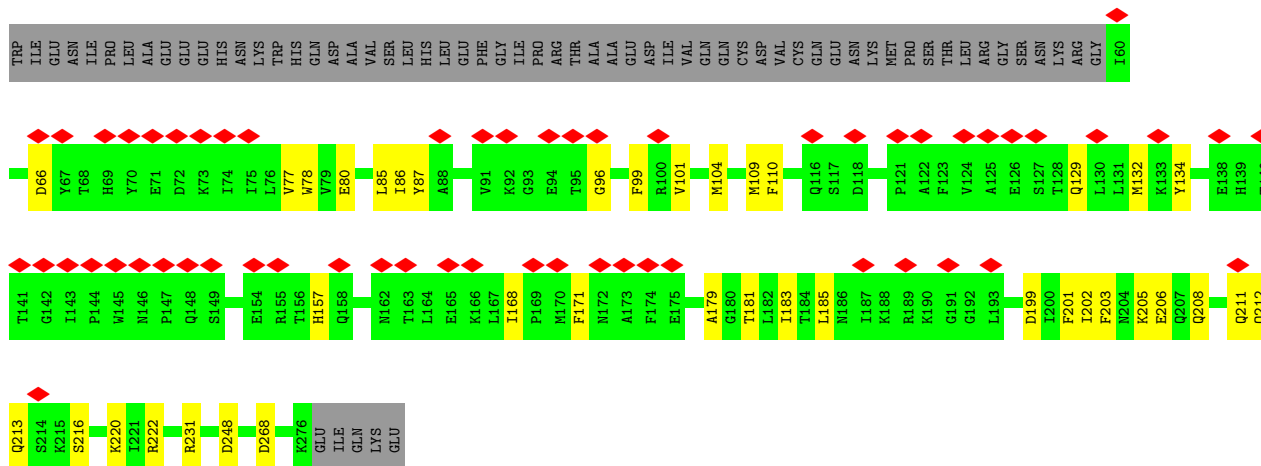 TRP ILE GLU ASN ILE PRO LEU ALA GLU GLU GLU HIS ASN LYS TRP HIS GLN ASP ALA VAL SER LEU HIS LEU GLU PHE GLY ILE PRO ARG THR ALA ALA GLU ASP ILE VAL GLN GLN CYS ASP VAL CYS GLN GLU ASN LYS MET PRO SER THR LEU ARG GLY SER ASN LYS ARG GLY I60
D66 Y67 T68 H69 Y70 E71 D72 K73 I74 I75 L76 V77 W78 V79 E80 L85 I86 Y87 A88 V91 K92 G93 E94 T95 G96 F99 R100 V101 M104 M109 F110 Q116 S117 D118 P121 A122 F123 V124 A125 E126 S127 T128 Q129 L130 L131 M132 K133 Y134 E138 H139
T141 G142 I143 P144 W145 N146 P147 Q148 S149 E154 R155 T156 H157 Q158 N162 T163 L164 E165 K166 L167 I168 P169 M170 F171 N172 A173 F174 E175 A179 G180 T181 L182 I183 T184 L185 N186 I187 K188 R189 K190 G191 G192 L193 D199 I200 F201 I202 F203 N204 K205 E206 Q207 Q208 Q211 Q212
Q213 S214 K215 S216 K220 I221 R222 R231 D248 D268 K276 GLU ILE GLN LYS GLU